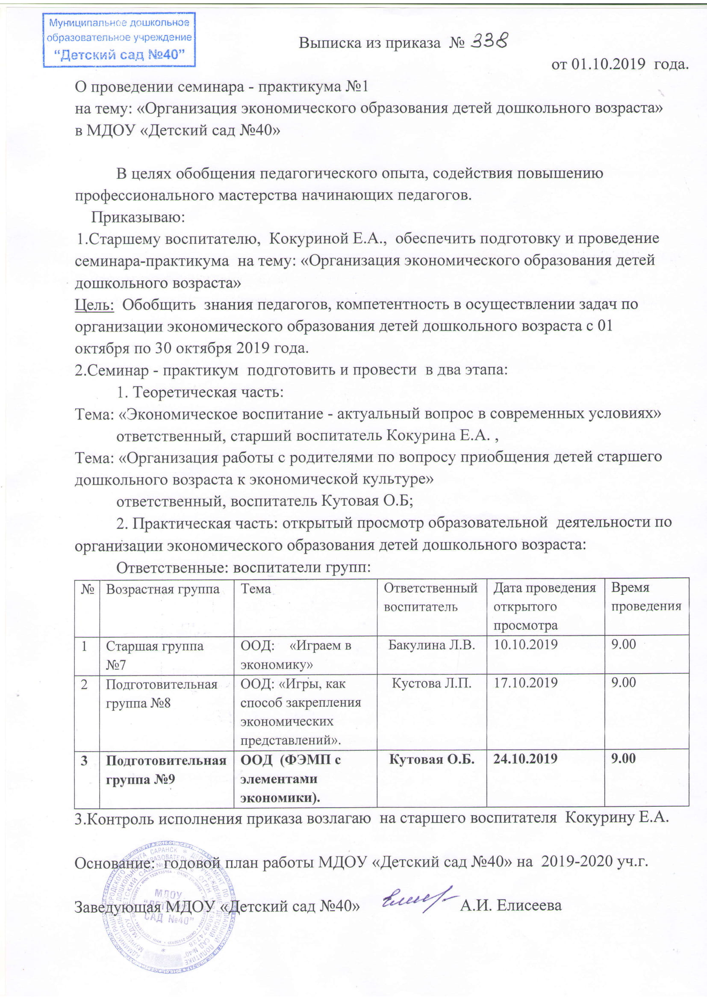 Муниципальное дошкольное
образовательное учреждение
“Детский сад №40”
Выписка из приказа № 338
от 01.10.2019 года.
О проведении семинара - практикума №1
на тему: «Организация экономического образования детей дошкольного возраста»
в МДОУ «Детский сад №40»
В целях обобщения педагогического опыта, содействия повышению
профессионального мастерства начинающих педагогов.
Приказываю:
1.Старшему воспитателю, Кокуриной Е.А., обеспечить подготовку и проведение
семинара-практикума на тему: «Организация экономического образования детей
дошкольного возраста»
Цель: Обобщить знания педагогов, компетентность в осуществлении задач по
организации экономического образования детей дошкольного возраста с 01
октября по 30 октября 2019 года.
2.Семинар - практикум подготовить и провести в два этапа:
1. Теоретическая часть:
Тема: «Экономическое воспитание - актуальный вопрос в современных условиях»
ответственный, старший воспитатель Кокурина Е.А. ,
Тема: «Организация работы с родителями по вопросу приобщения детей старшего
дошкольного возраста к экономической культуре»
ответственный, воспитатель Кутовая О.Б;
2. Практическая часть: открытый просмотр образовательной деятельности по
организации экономического образования детей дошкольного возраста:
Ответственные: воспитатели групп:
№ Возрастная группа Тема Ответственный Дата проведения Время
воспитатель открытого проведения
просмотра
1 Старшая группа ООД: «Играем в Бакулина Л.В. 10.10.2019 9.00
№7 экономику»
2 Подготовительная ООД: «Игры, как Кустова Л.П. 17.10.2019 9.00
группа №8 способ закрепления
экономических
представлений».
3 Подготовительная ООД (ФЭМП с Кутовая О.Б. 24.10.2019 9.00
группа №9 элементами
экономики).
3.Контроль исполнения приказа возлагаю на старшего воспитателя Кокурину Е.А.
Основание: годовой план работы МДОУ «Детский сад №40» на 2019-2020 уч.г.
Заведующая МДОУ «Детский сад №40» А.И. Елисеева
МДОУ
"ДЕТСКИЙ
САД №40"